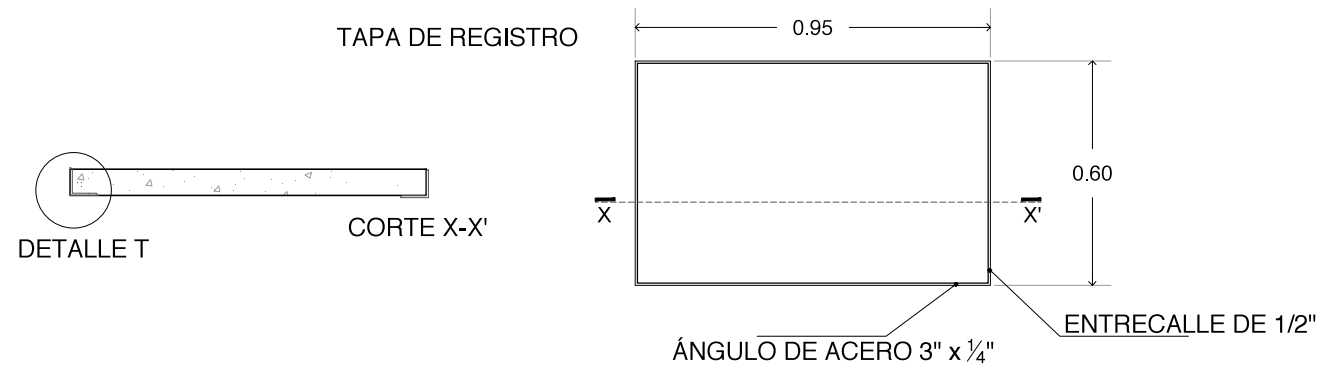 TAPA DE REGISTRO
0.95
0.60
X
X'
CORTE X-X'
DETALLE T
ENTRECALLE DE 1/2"
ÁNGULO DE ACERO 3" x ¼"